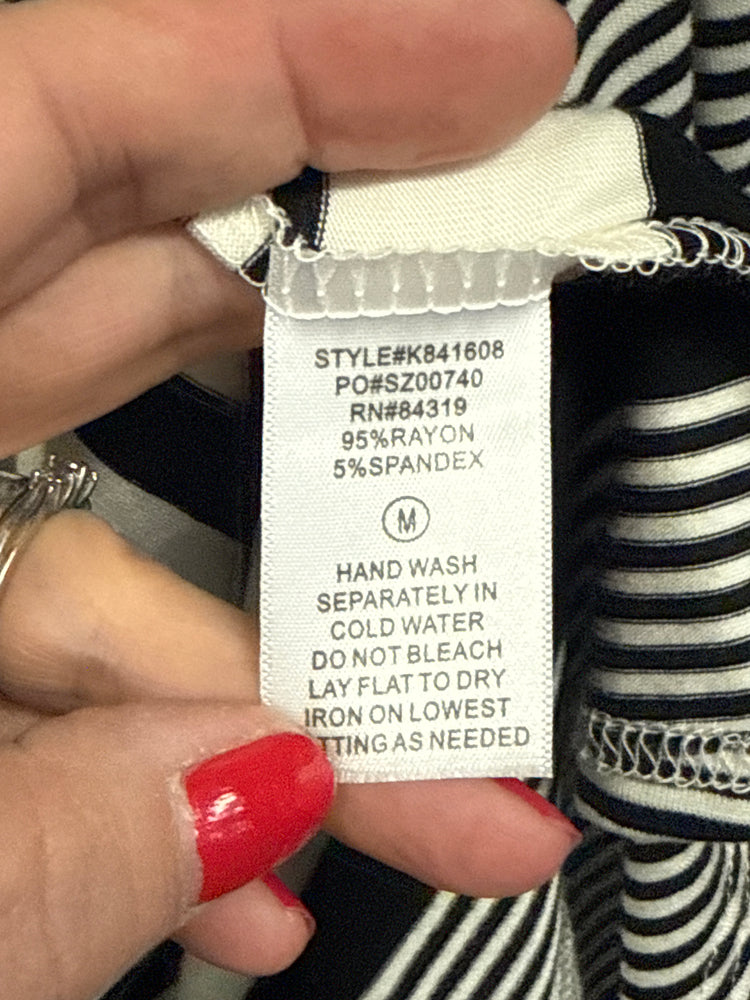 STYLE#K841608
PO#SZ00740
RN#84319
95%RAYON
5%SPANDEX
M
HAND WASH
SEPARATELY IN
COLD WATER
DO NOT BLEACH
LAY FLAT TO DRY
IRON ON LOWEST
TTING AS NEEDED